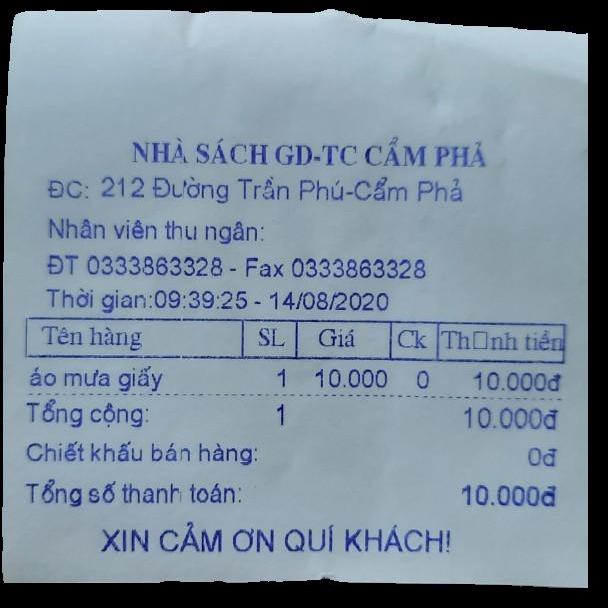 NHÀ SÁCH GD-TC CẨM PHẢ
ĐC: 212 Đường Trần Phú-Cẩm Phả
Nhân viên thu ngân:
ĐT 0333863328 - Fax 0333863328
Thời gian:09:39:25 - 14/08/2020
Tên hàng SL Giá Ck Th□nh tiền
áo mưa giấy 1 10.000 0 10.000đ
Tổng cộng: 1 10.000đ
Chiết khấu bán hàng: 0đ
Tổng số thanh toán: 10.000đ
XIN CẢM ƠN QUÍ KHÁCH!